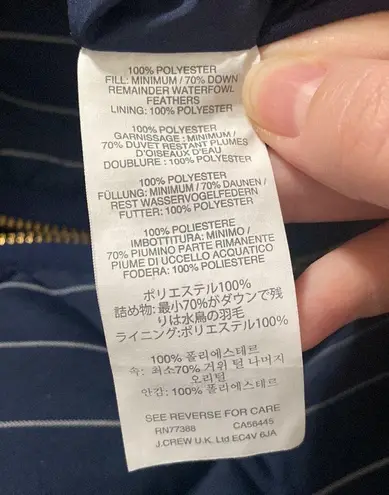 100% POLYESTER
FILL: MINIMUM / 70% DOWN
REMAINDER WATERFOWL
FEATHERS
LINING: 100% POLYESTER
100% POLYESTER
GARNISSAGE : MINIMUM /
70% DUVET RESTANT PLUMES
D'OISEAUX D'EAU
DOUBLURE : 100% POLYESTER
100% POLYESTER
FÜLLUNG: MINIMUM / 70% DAUNEN /
REST WASSERVOGELFEDERN
FUTTER: 100% POLYESTER
100% POLIESTERE
IMBOTTITURA: MINIMO /
70% PIUMINO PARTE RIMANENTE
PIUME DI UCCELLO ACQUATICO
FODERA: 100% POLIESTERE
ポリエステル100%
詰め物: 最小70%がダウンで残
りは水鳥の羽毛
ライニング:ポリエステル100%
100% 폴리에스테르
속: 최소70% 거위 털 나머지
오리털
안감: 100% 폴리에스테르
SEE REVERSE FOR CARE
RN77388 CA58445
J.CREW U.K. Ltd EC4V 6JA